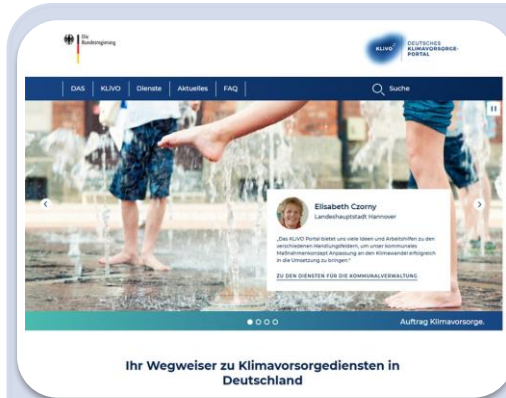 Die
Bundesregierung
KLiVO
DEUTSCHES
KLIMAVORSORGE-
PORTAL
DAS
KLiVO
Dienste
Aktuelles
FAQ
Suche
Elisabeth Czorny
Landeshauptstadt Hannover
„Das KLiVO Portal bietet uns viele Ideen und Arbeitshilfen zu den
verschiedenen Handlungsfeldern, um unser kommunales
Maßnahmenkonzept Anpassung an den Klimawandel erfolgreich
in die Umsetzung zu bringen."
ZU DEN DIENSTEN FÜR DIE KOMMUNALVERWALTUNG
Auftrag Klimavorsorge.
Ihr Wegweiser zu Klimavorsorgediensten in
Deutschland